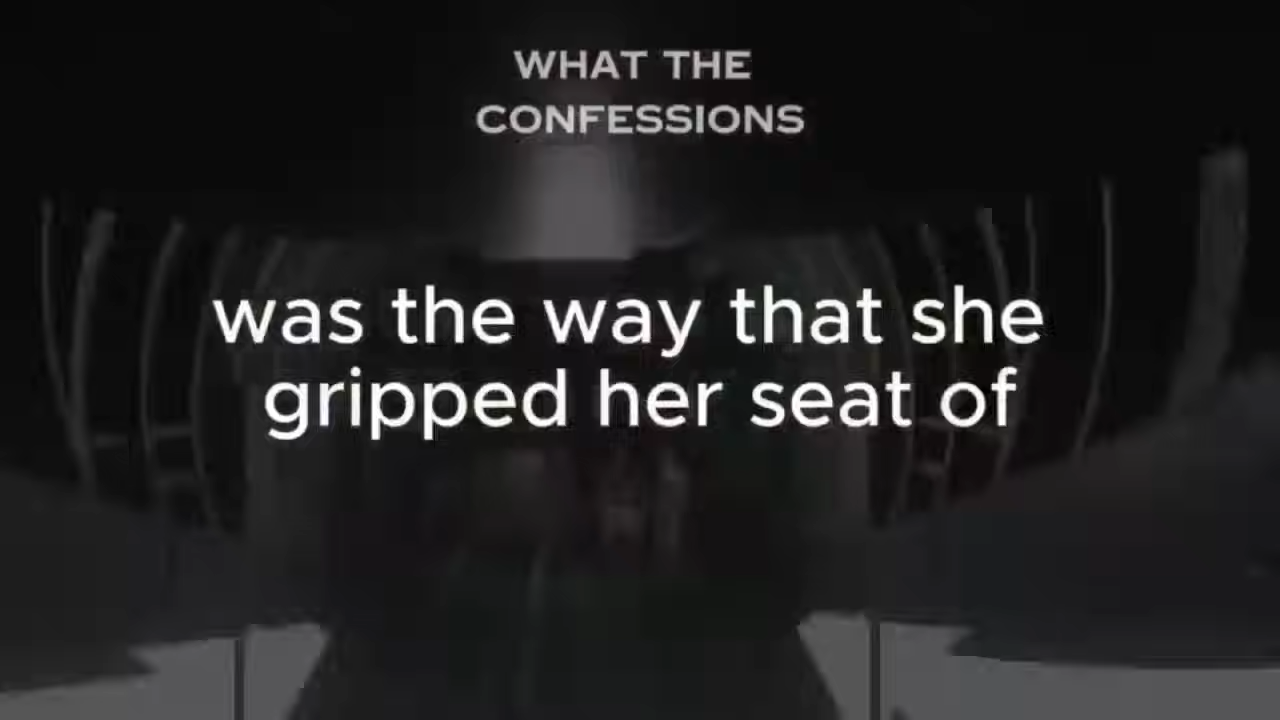 WHAT THE
CONFESSIONS
was the way that she
gripped her seat of